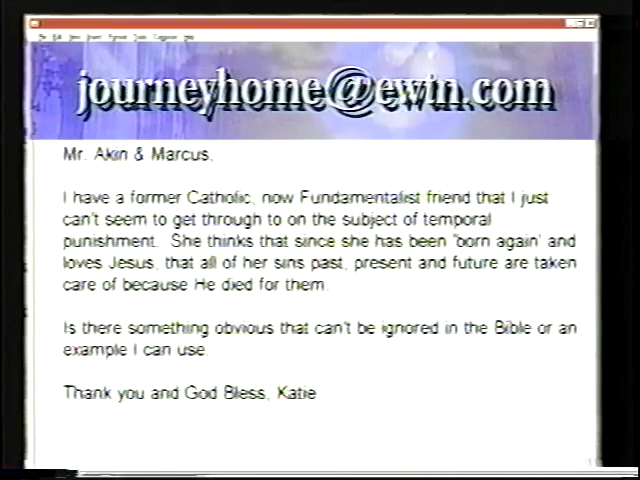 journeyhome@ewtn.com
Mr. Akin & Marcus,
I have a former Catholic, now Fundamentalist friend that I just
can't seem to get through to on the subject of temporal
punishment. She thinks that since she has been "born again' and
loves Jesus, that all of her sins past, present and future are taken
care of because He died for them.
Is there something obvious that can't be ignored in the Bible or an
example I can use.
Thank you and God Bless, Katie